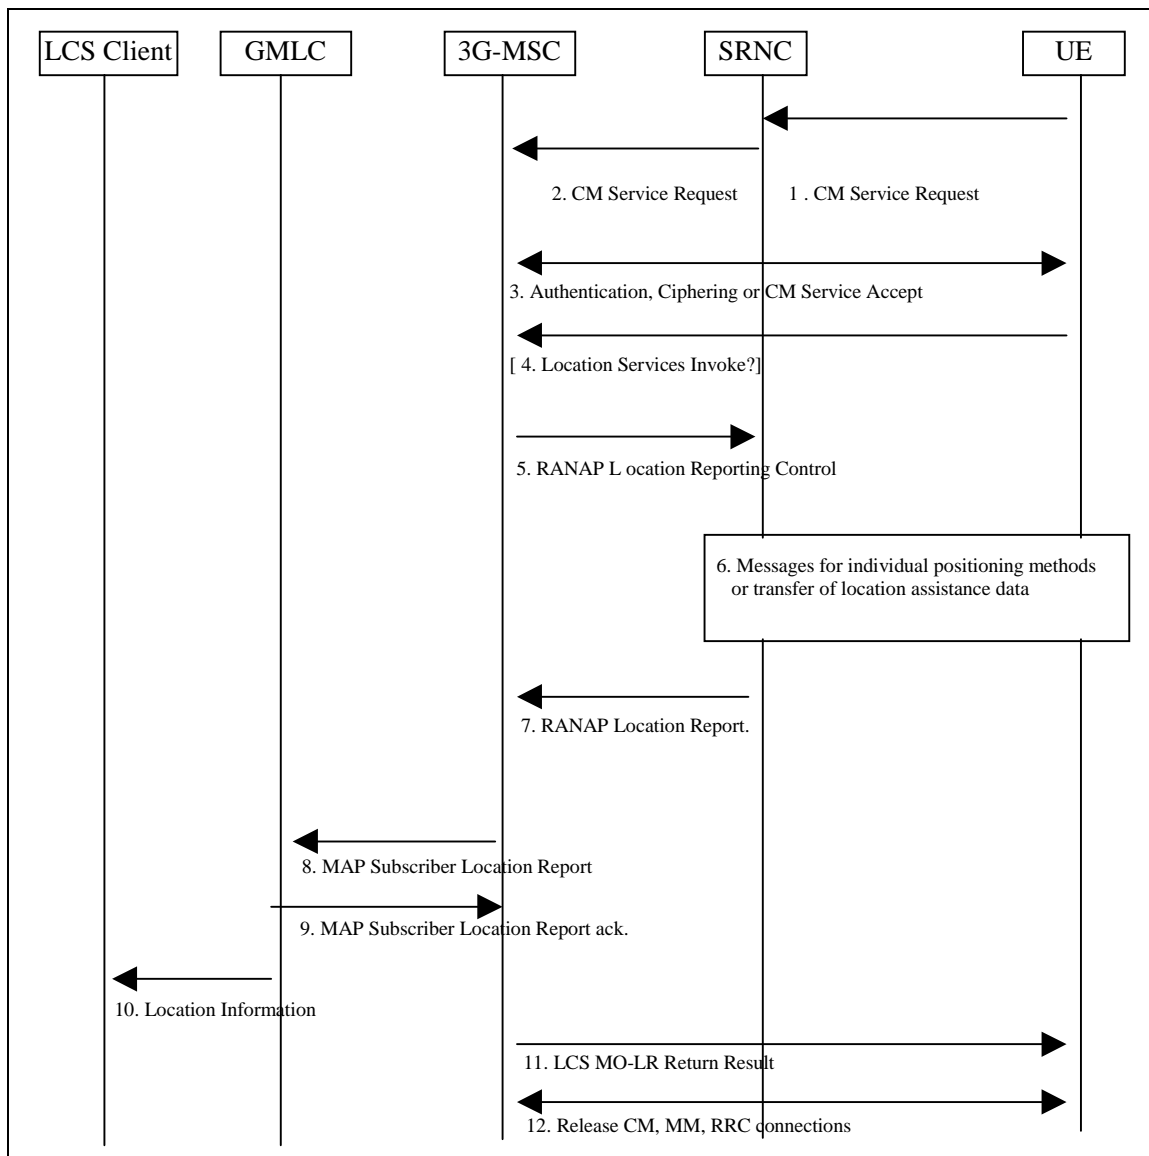 LCS Client GMLC 3G-MSC SRNC UE
2. CM Service Request 1 . CM Service Request
3. Authentication, Ciphering or CM Service Accept
[ 4. Location Services Invoke?]
5. RANAP L ocation Reporting Control
6. Messages for individual positioning methods
or transfer of location assistance data
7. RANAP Location Report.
8. MAP Subscriber Location Report
9. MAP Subscriber Location Report ack.
10. Location Information
11. LCS MO-LR Return Result
12. Release CM, MM, RRC connections